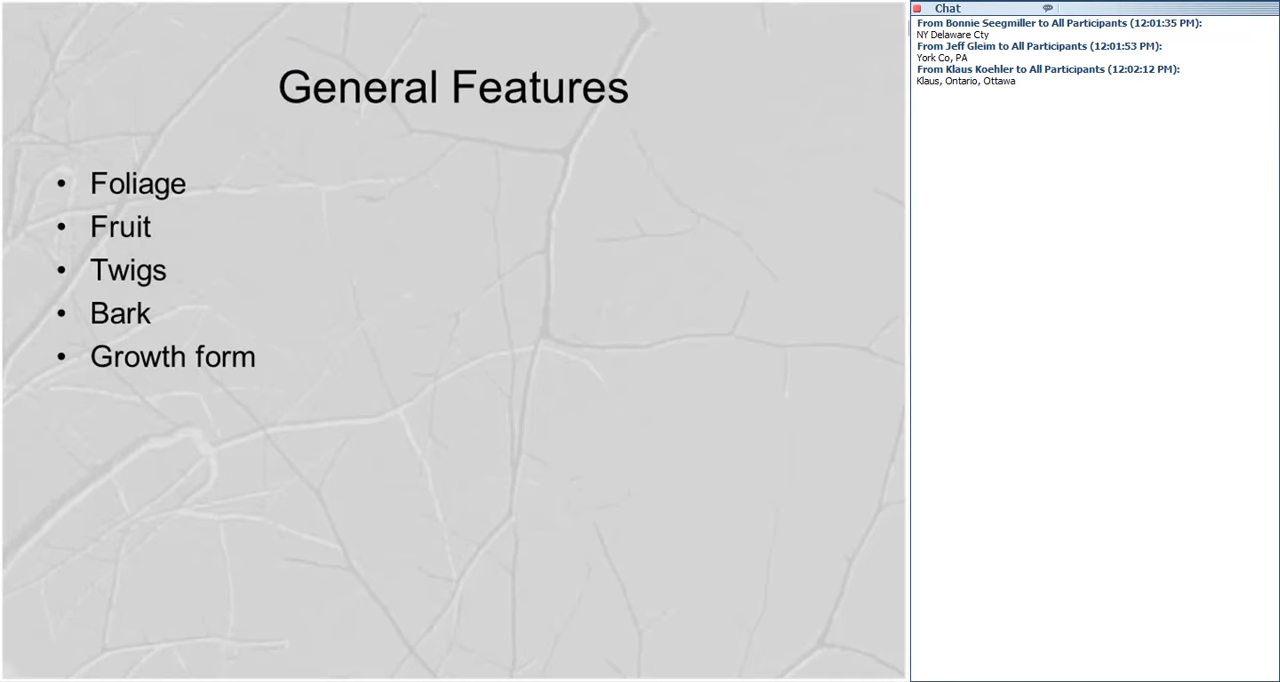 General Features
• Foliage
• Fruit
• Twigs
• Bark
• Growth form
Chat
From Bonnie Seegmiller to All Participants (12:01:35 PM):
NY Delaware Cty
From Jeff Gleim to All Participants (12:01:53 PM):
York Co, PA
From Klaus Koehler to All Participants (12:02:12 PM):
Klaus, Ontario, Ottawa